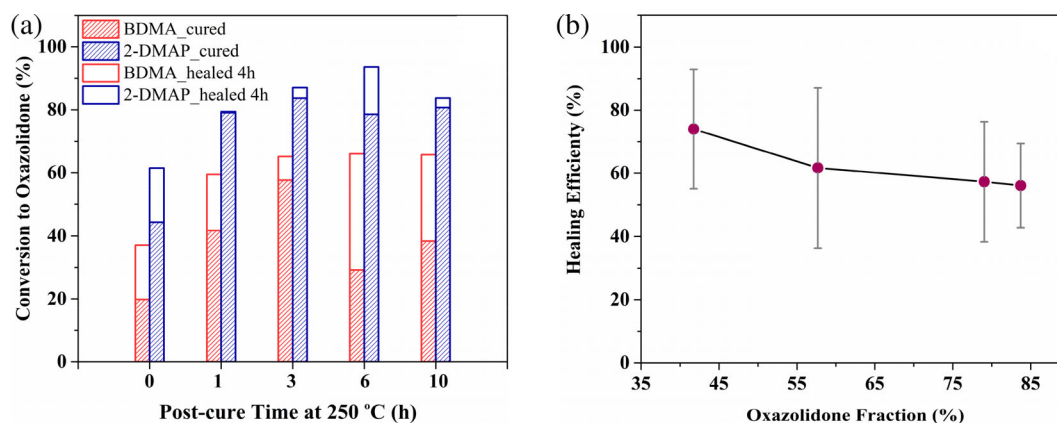 (a)
BDMA_cured
2-DMAP_cured
BDMA_healed 4h
2-DMAP_healed 4h
Conversion to Oxazolidone (%)
100
80
60
40
20
0
0 1 3 6 10
Post-cure Time at 250 °C (h)
(b)
Healing Efficienty (%)
100
80
60
40
20
0
35 45 55 65 75 85
Oxazolidone Fraction (%)